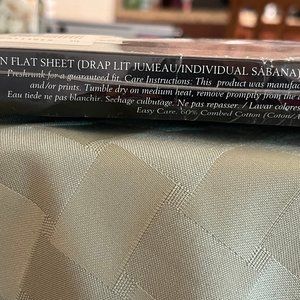 N FLAT SHEET (DRAP LIT JUMEAU/INDIVIDUAL SABANA)
Preshrunk for a guaranteed fit. Care Instructions: This product was manufac
and/or prints. Tumble dry on medium heat, remove promptly from the
Eau tiede ne pas blanchir. Sechage culbutage. Ne pas repasser. / Lavar colores
Easy Care. 60% Combed Cotton (Coton/A